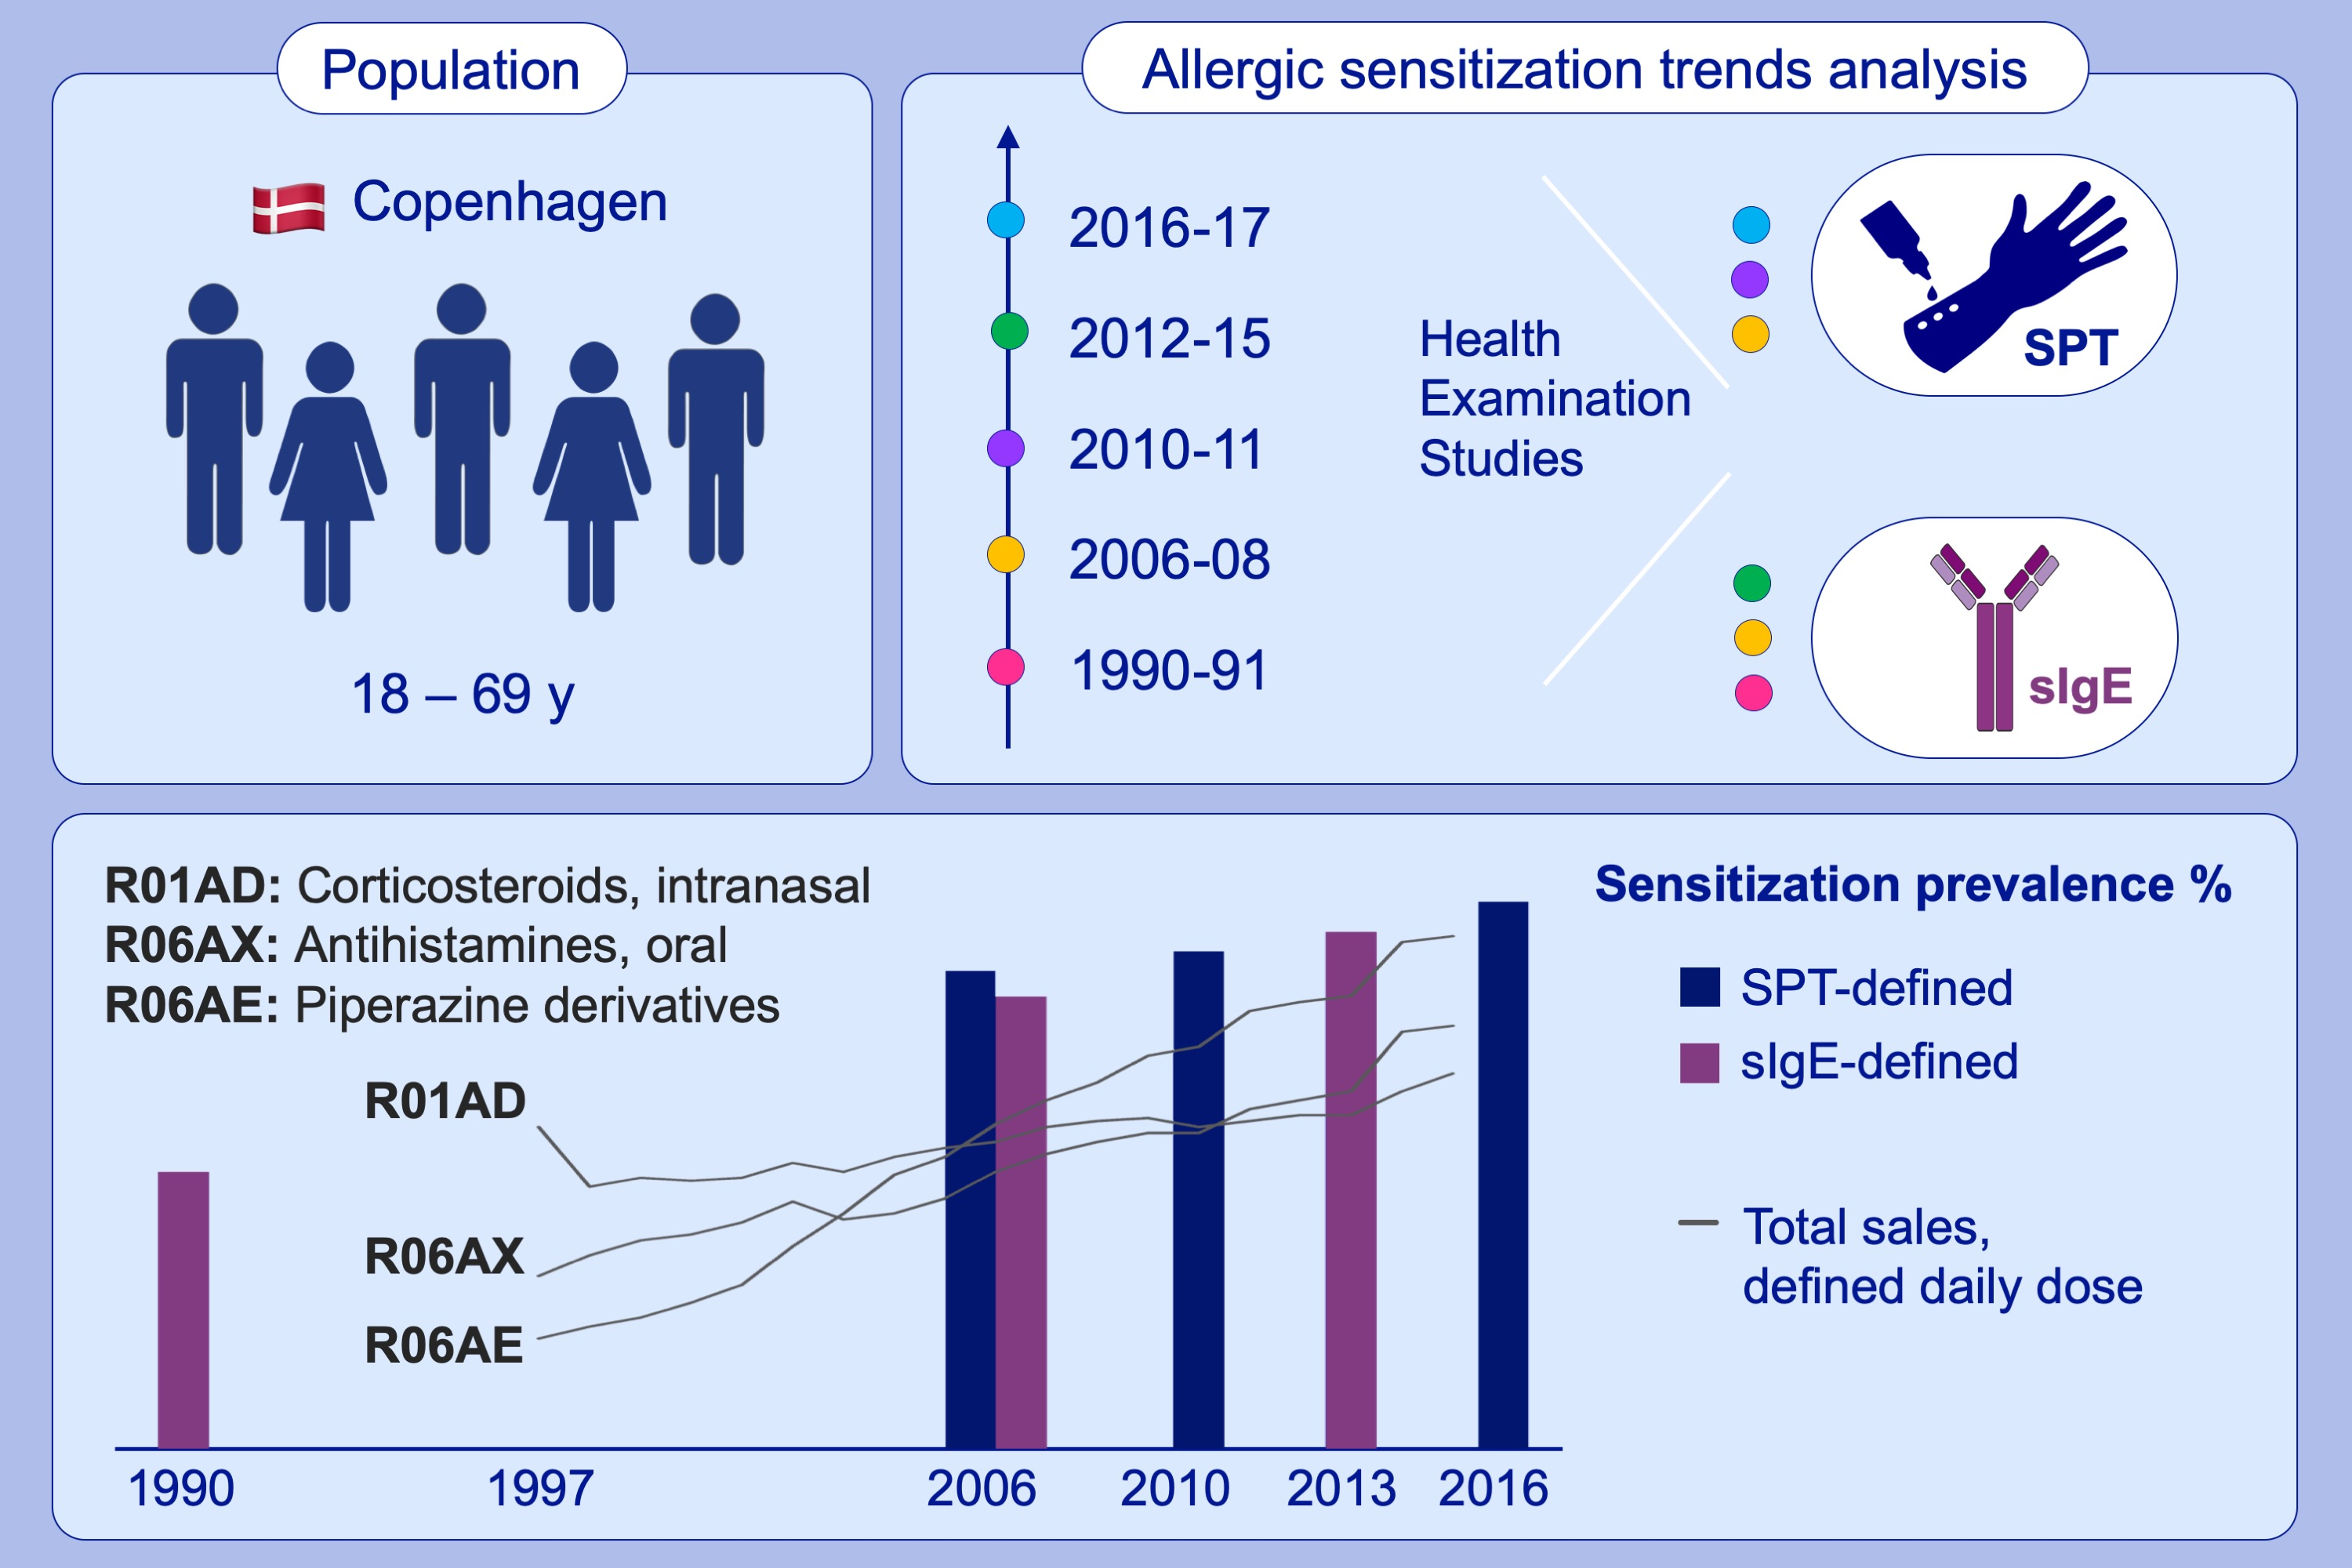 Population
Copenhagen
18 – 69 y
Allergic sensitization trends analysis
2016-17
2012-15
2010-11
2006-08
1990-91
Health
Examination
Studies
SPT
sIgE
R01AD: Corticosteroids, intranasal
R06AX: Antihistamines, oral
R06AE: Piperazine derivatives
R01AD
R06AX
R06AE
1990
1997
2006
2010
2013
2016
Sensitization prevalence %
SPT-defined
sIgE-defined
Total sales,
defined daily dose